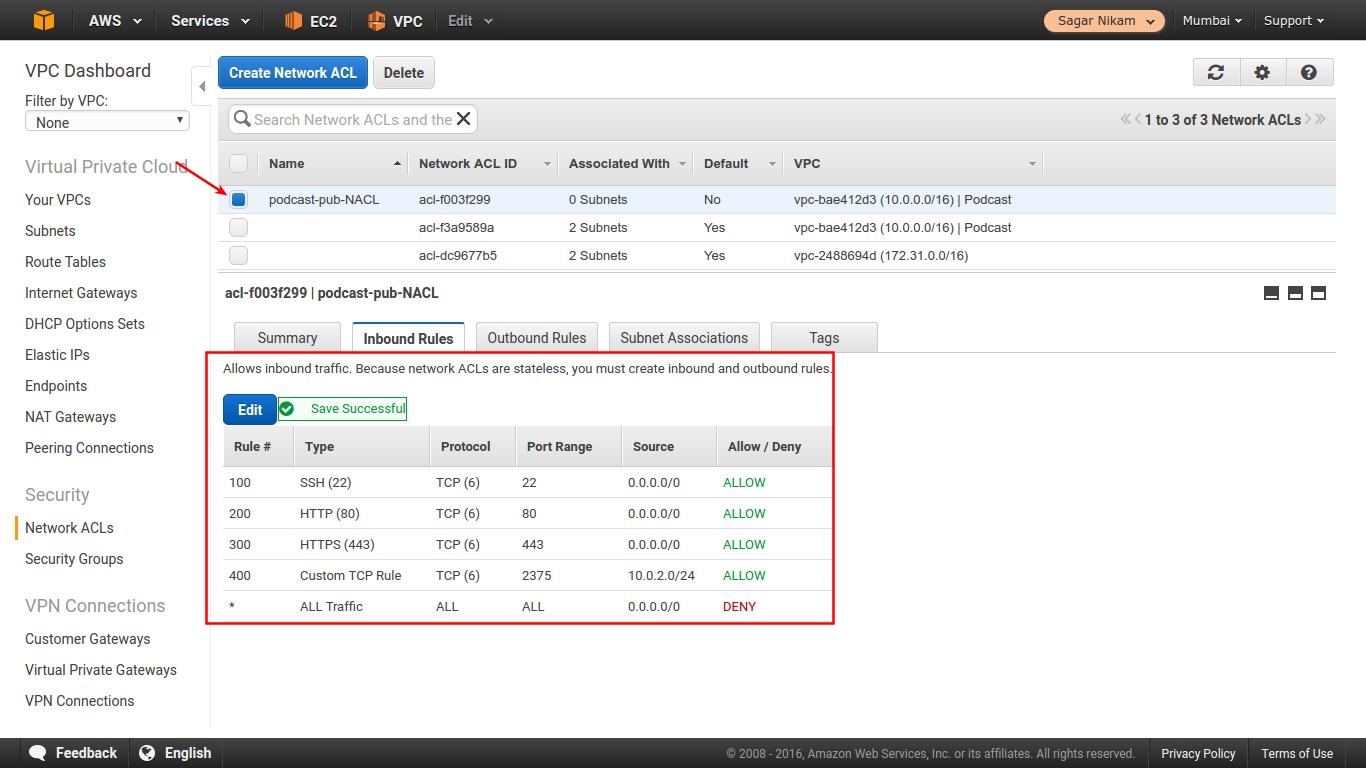 AWS Services EC2 VPC Edit Sagar Nikam Mumbai Support
VPC Dashboard
Filter by VPC:
None
Virtual Private Cloud
Your VPCs
Subnets
Route Tables
Internet Gateways
DHCP Options Sets
Elastic IPs
Endpoints
NAT Gateways
Peering Connections
Security
Network ACLs
Security Groups
VPN Connections
Customer Gateways
Virtual Private Gateways
VPN Connections
Create Network ACL Delete
Search Network ACLs and the
1 to 3 of 3 Network ACLs
Name Network ACL ID Associated With Default VPC
podcast-pub-NACL acl-f003f299 0 Subnets No vpc-bae412d3 (10.0.0.0/16) | Podcast
acl-f3a9589a 2 Subnets Yes vpc-bae412d3 (10.0.0.0/16) | Podcast
acl-dc9677b5 2 Subnets Yes vpc-2488694d (172.31.0.0/16)
acl-f003f299 | podcast-pub-NACL
Summary Inbound Rules Outbound Rules Subnet Associations Tags
Allows inbound traffic. Because network ACLs are stateless, you must create inbound and outbound rules.
Edit Save Successful
Rule # Type Protocol Port Range Source Allow / Deny
100 SSH (22) TCP (6) 22 0.0.0.0/0 ALLOW
200 HTTP (80) TCP (6) 80 0.0.0.0/0 ALLOW
300 HTTPS (443) TCP (6) 443 0.0.0.0/0 ALLOW
400 Custom TCP Rule TCP (6) 2375 10.0.2.0/24 ALLOW
* ALL Traffic ALL ALL 0.0.0.0/0 DENY
Feedback English © 2008 - 2016, Amazon Web Services, Inc. or its affiliates. All rights reserved. Privacy Policy Terms of Use